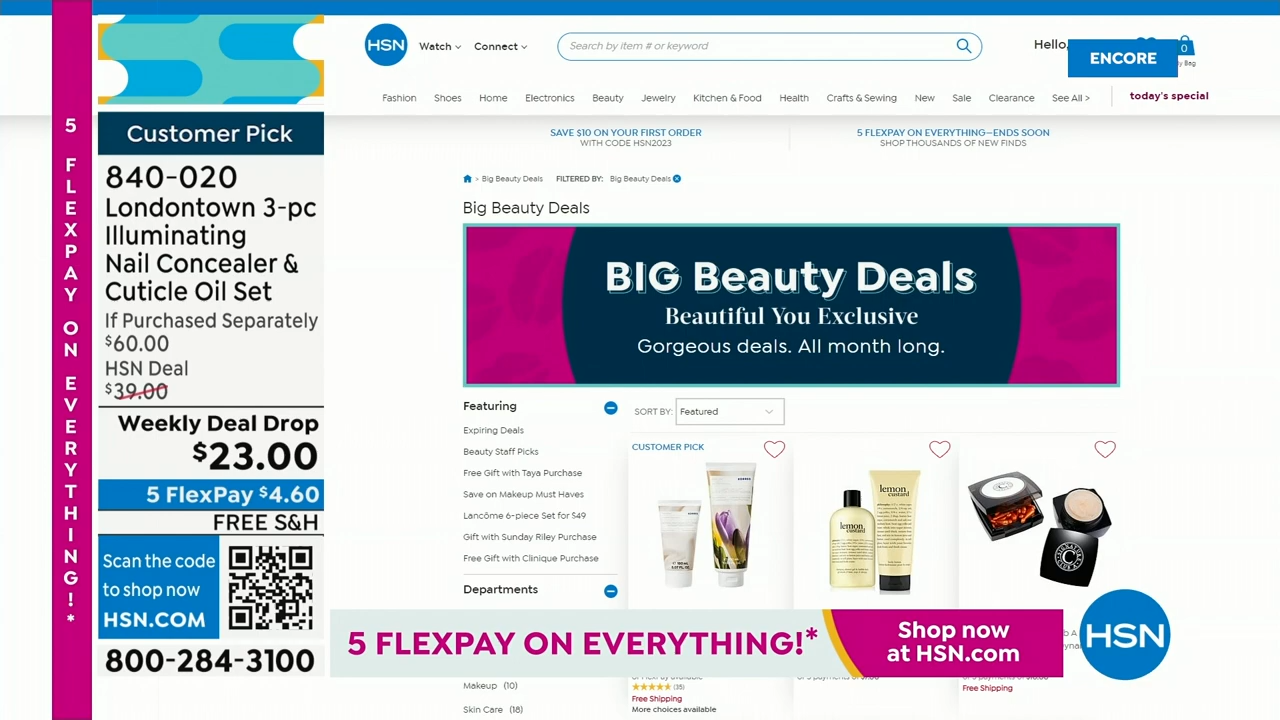 5 FLEXPAY ON EVERYTHING!*
Customer Pick
840-020
Londontown 3-pc
Illuminating
Nail Concealer &
Cuticle Oil Set
If Purchased Separately
$60.00
HSN Deal
$39.00
Weekly Deal Drop
$23.00
5 FlexPay $4.60
FREE S&H
Scan the code
to shop now
HSN.COM
800-284-3100
HSN
Watch
Connect
Search by item # or keyword
Hello,
ENCORE
0
Fashion Shoes Home Electronics Beauty Jewelry Kitchen & Food Health Crafts & Sewing New Sale Clearance See All > today's special
SAVE $10 ON YOUR FIRST ORDER
WITH CODE HSN2023
5 FLEXPAY ON EVERYTHING—ENDS SOON
SHOP THOUSANDS OF NEW FINDS
> Big Beauty Deals FILTERED BY: Big Beauty Deals
Big Beauty Deals
BIG Beauty Deals
Beautiful You Exclusive
Gorgeous deals. All month long.
Featuring
Expiring Deals
Beauty Staff Picks
Free Gift with Taya Purchase
Save on Makeup Must Haves
Lancôme 6-piece Set for $49
Gift with Sunday Riley Purchase
Free Gift with Clinique Purchase
Departments
Makeup (10)
Skin Care (18)
SORT BY: Featured
CUSTOMER PICK
KORRES
lemon
custard
lemon
custard
5 FLEXPAY ON EVERYTHING!*
Shop now
at HSN.com
HSN
(35)
Free Shipping
More choices available
Free Shipping